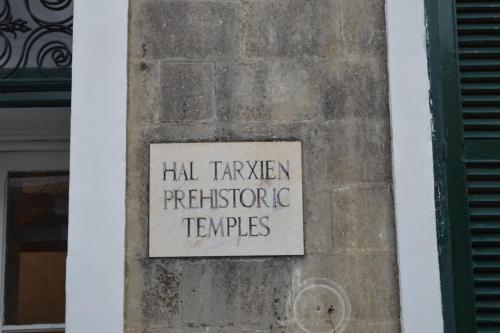 HAL TARXIEN
PREHISTORIC
TEMPLES